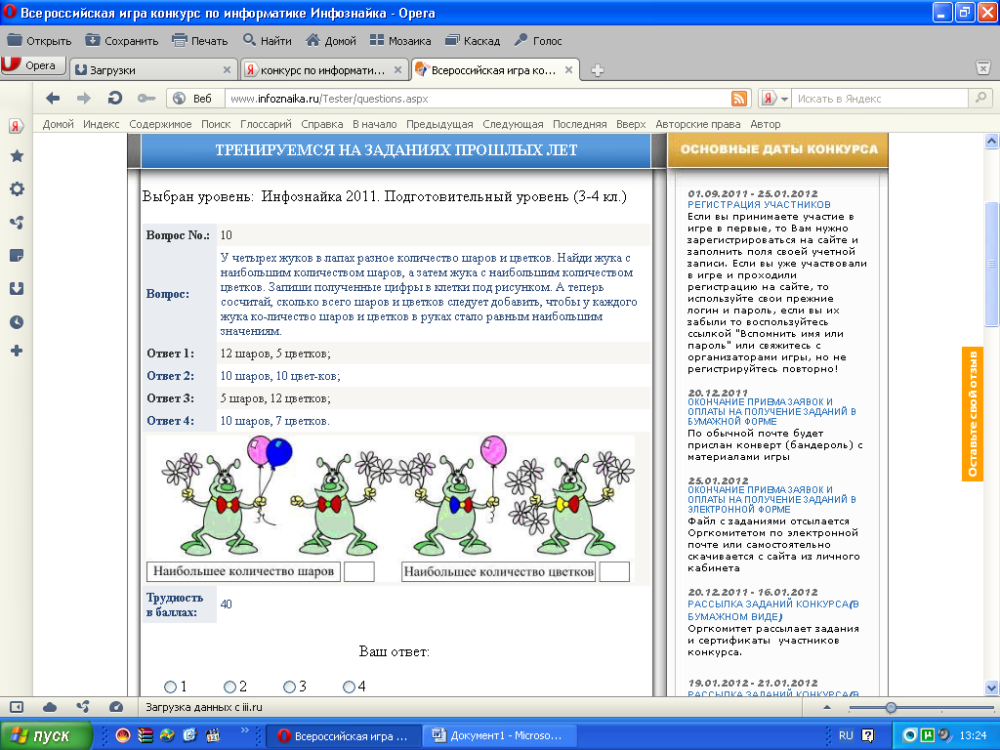 Всероссийская игра конкурс по информатике Инфознайка - Opera
Открыть Сохранить Печать Найти Домой Мозаика Каскад Голос
Opera Загрузки конкурс по информати... Всероссийская игра ко...
Веб www.infoznaika.ru/Tester/questions.aspx Искать в Яндекс
Домой Индекс Содержимое Поиск Глоссарий Справка В начало Предыдущая Следующая Последняя Вверх Авторские права Автор
ТРЕНИРУЕМСЯ НА ЗАДАНИЯХ ПРОШЛЫХ ЛЕТ
Выбран уровень: Инфознайка 2011. Подготовительный уровень (3-4 кл.)
Вопрос No.: 10
Вопрос:
У четырех жуков в лапах разное количество шаров и цветков. Найди жука с
наибольшим количеством шаров, а затем жука с наибольшим количеством
цветков. Запиши полученные цифры в клетки под рисунком. А теперь
сосчитай, сколько всего шаров и цветков следует добавить, чтобы у каждого
жука ко-личество шаров и цветков в руках стало равным наибольшим
значениям.
Ответ 1: 12 шаров, 5 цветков;
Ответ 2: 10 шаров, 10 цвет-ков;
Ответ 3: 5 шаров, 12 цветков;
Ответ 4: 10 шаров, 7 цветков.
Наибольшее количество шаров Наибольшее количество цветков
Трудность
в баллах: 40
Ваш ответ:
1 2 3 4
ОСНОВНЫЕ ДАТЫ КОНКУРСА
01.09.2011 - 25.01.2012
РЕГИСТРАЦИЯ УЧАСТНИКОВ
Если вы принимаете участие в
игре в первые, то Вам нужно
зарегистрироваться на сайте и
заполнить поля своей учетной
записи. Если вы уже участвовали
в игре и проходили
регистрацию на сайте, то
используйте свои прежние
логин и пароль, если вы их
забыли то воспользуйтесь
ссылкой "Вспомнить имя или
пароль" или свяжитесь с
организаторами игры, но не
регистрируйтесь повторно!
20.12.2011
ОКОНЧАНИЕ ПРИЕМА ЗАЯВОК И
ОПЛАТЫ НА ПОЛУЧЕНИЕ ЗАДАНИЙ В
БУМАЖНОЙ ФОРМЕ
По обычной почте будет
прислан конверт (бандероль) с
материалами игры
25.01.2012
ОКОНЧАНИЕ ПРИЕМА ЗАЯВОК И
ОПЛАТЫ НА ПОЛУЧЕНИЕ ЗАДАНИЙ В
ЭЛЕКТРОННОЙ ФОРМЕ
Файл с заданиями отсылается
Оргкомитетом по электронной
почте или самостоятельно
скачивается с сайта из личного
кабинета
20.12.2011 - 16.01.2012
РАССЫЛКА ЗАДАНИЙ КОНКУРСА(В
БУМАЖНОМ ВИДЕ)
Оргкомитет рассылает задания
и сертификаты участников
конкурса.
19.01.2012 - 21.01.2012
РАССЫЛКА ЗАДАНИЙ КОНКУРСА(В
Оставьте свой отзыв
Загрузка данных с iii.ru
пуск Всероссийская игра ... Документ1 - Microso... RU 13:24